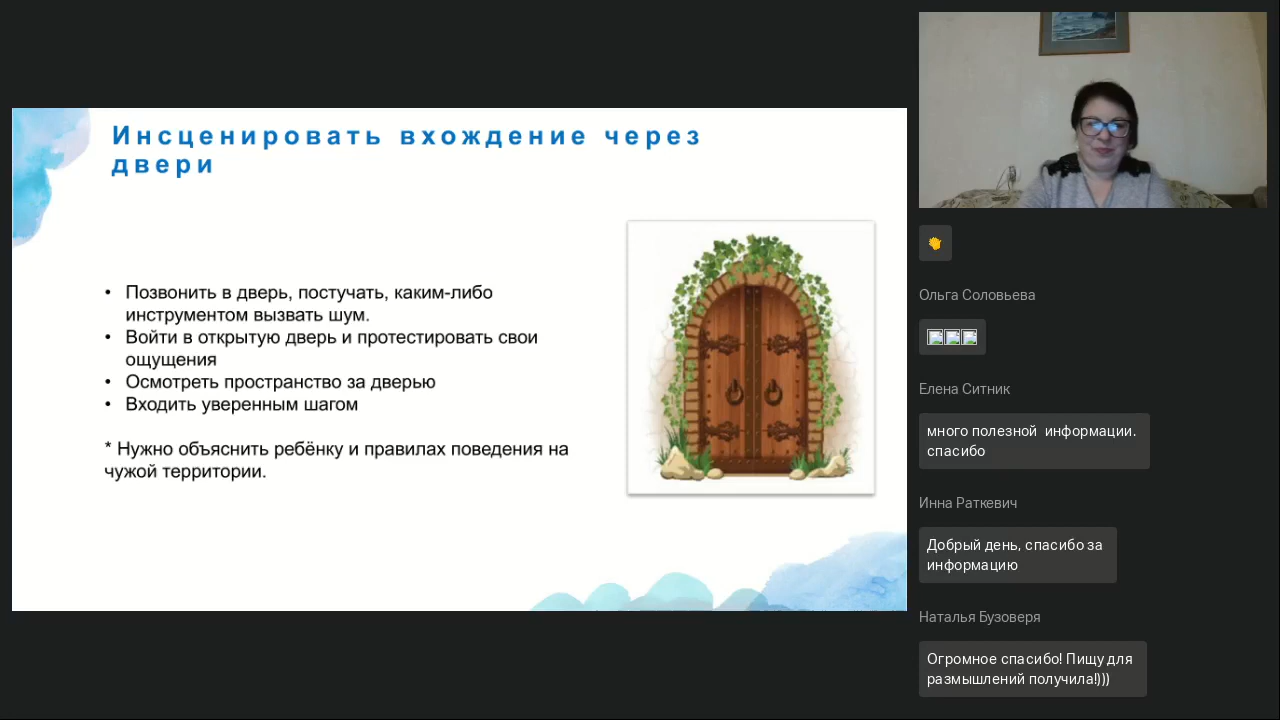 Инсценировать вхождение через
двери
• Позвонить в дверь, постучать, каким-либо
инструментом вызвать шум.
• Войти в открытую дверь и протестировать свои
ощущения
• Осмотреть пространство за дверью
• Входить уверенным шагом
* Нужно объяснить ребёнку и правилах поведения на
чужой территории.
Ольга Соловьева
Елена Ситник
много полезной информации.
спасибо
Инна Раткевич
Добрый день, спасибо за
информацию
Наталья Бузоверя
Огромное спасибо! Пищу для
размышлений получила!)))